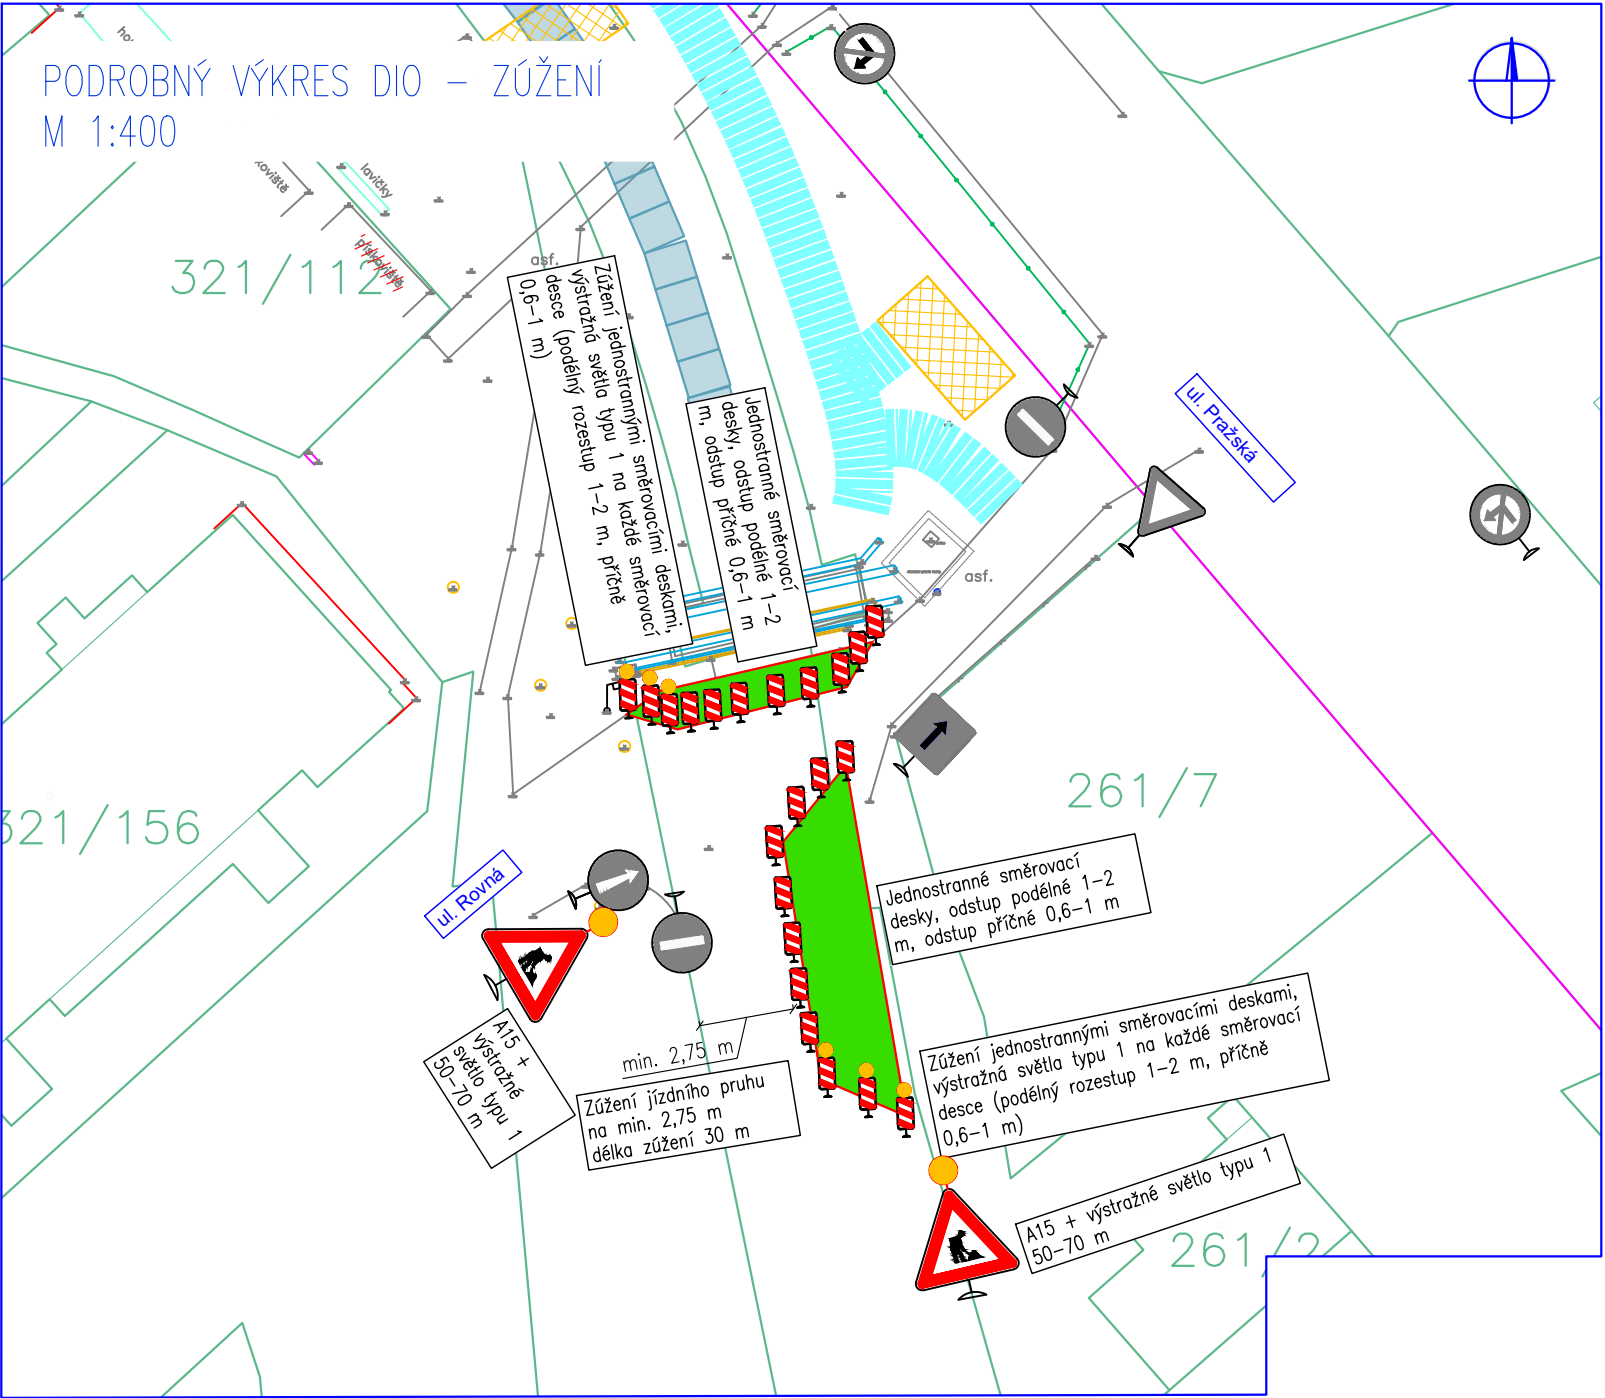 PODROBNÝ VÝKRES DIO – ZÚŽENÍ
M 1:400
koviště
lavičky
pískoviště
321/112
asf.
Zúžení jednostrannými směrovacími deskami,
výstražná světla typu 1 na každé směrovací
desce (podélný rozestup 1–2 m, příčně
0,6–1 m)
Jednostranné směrovací
desky, odstup podélné 1–2
m, odstup příčné 0,6–1 m
ul. Pražská
asf.
321/156
261/7
ul. Rovná
Jednostranné směrovací
desky, odstup podélné 1–2
m, odstup příčné 0,6–1 m
A15 +
výstražné
světlo typu 1
50–70 m
min. 2,75 m
Zúžení jízdního pruhu
na min. 2,75 m
délka zúžení 30 m
Zúžení jednostrannými směrovacími deskami,
výstražná světla typu 1 na každé směrovací
desce (podélný rozestup 1–2 m, příčně
0,6–1 m)
A15 + výstražné světlo typu 1
50–70 m
261/2